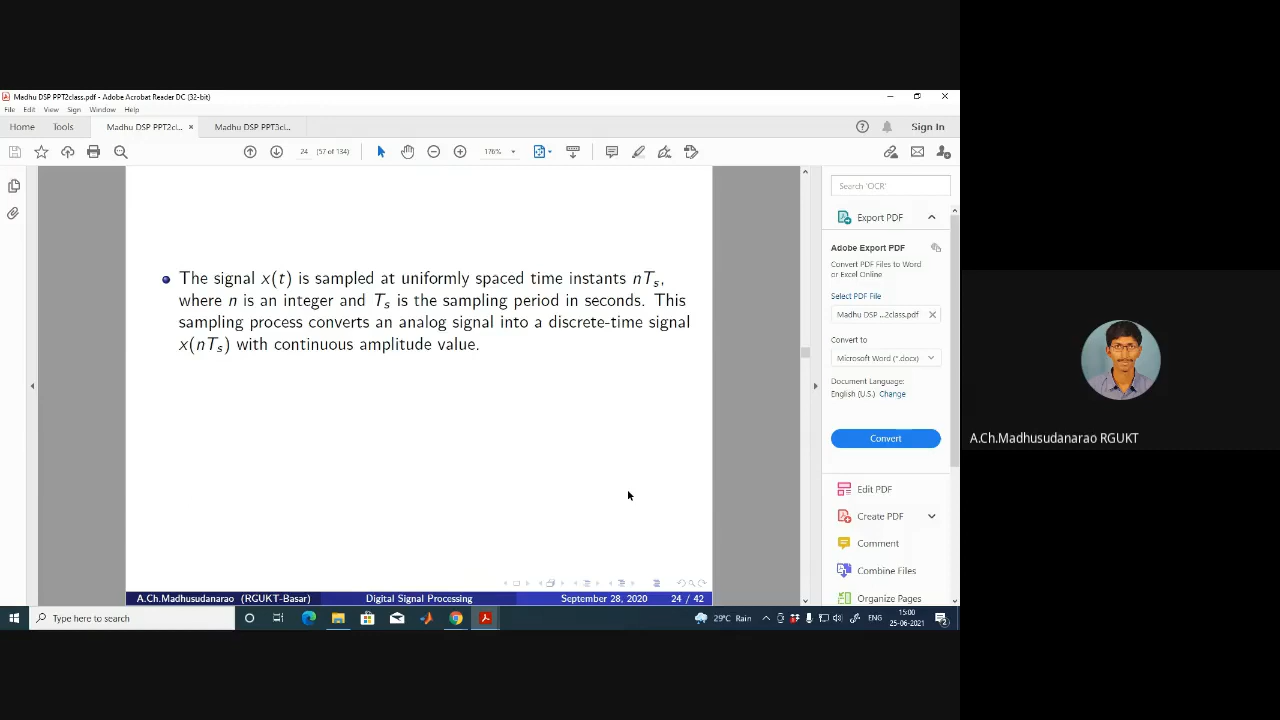 Madhu DSP PPT2class.pdf - Adobe Acrobat Reader DC (32-bit)
File Edit View Sign Window Help
Home Tools Madhu DSP PPT2cl... × Madhu DSP PPT3cl... Sign In
24 (57 of 134) 176%
Search 'OCR'
Export PDF
Adobe Export PDF
Convert PDF Files to Word
or Excel Online
Select PDF File
Madhu DSP ...2class.pdf
Convert to
Microsoft Word (*.docx)
Document Language:
English (U.S.) Change
Convert
Edit PDF
Create PDF
Comment
Combine Files
Organize Pages
The signal x(t) is sampled at uniformly spaced time instants nTₛ,
where n is an integer and Tₛ is the sampling period in seconds. This
sampling process converts an analog signal into a discrete-time signal
x(nTₛ) with continuous amplitude value.
A.Ch.Madhusudanarao (RGUKT-Basar) Digital Signal Processing September 28, 2020 24 / 42
A.Ch.Madhusudanarao RGUKT
Type here to search
29°C Rain ENG 15:00
25-06-2021
2